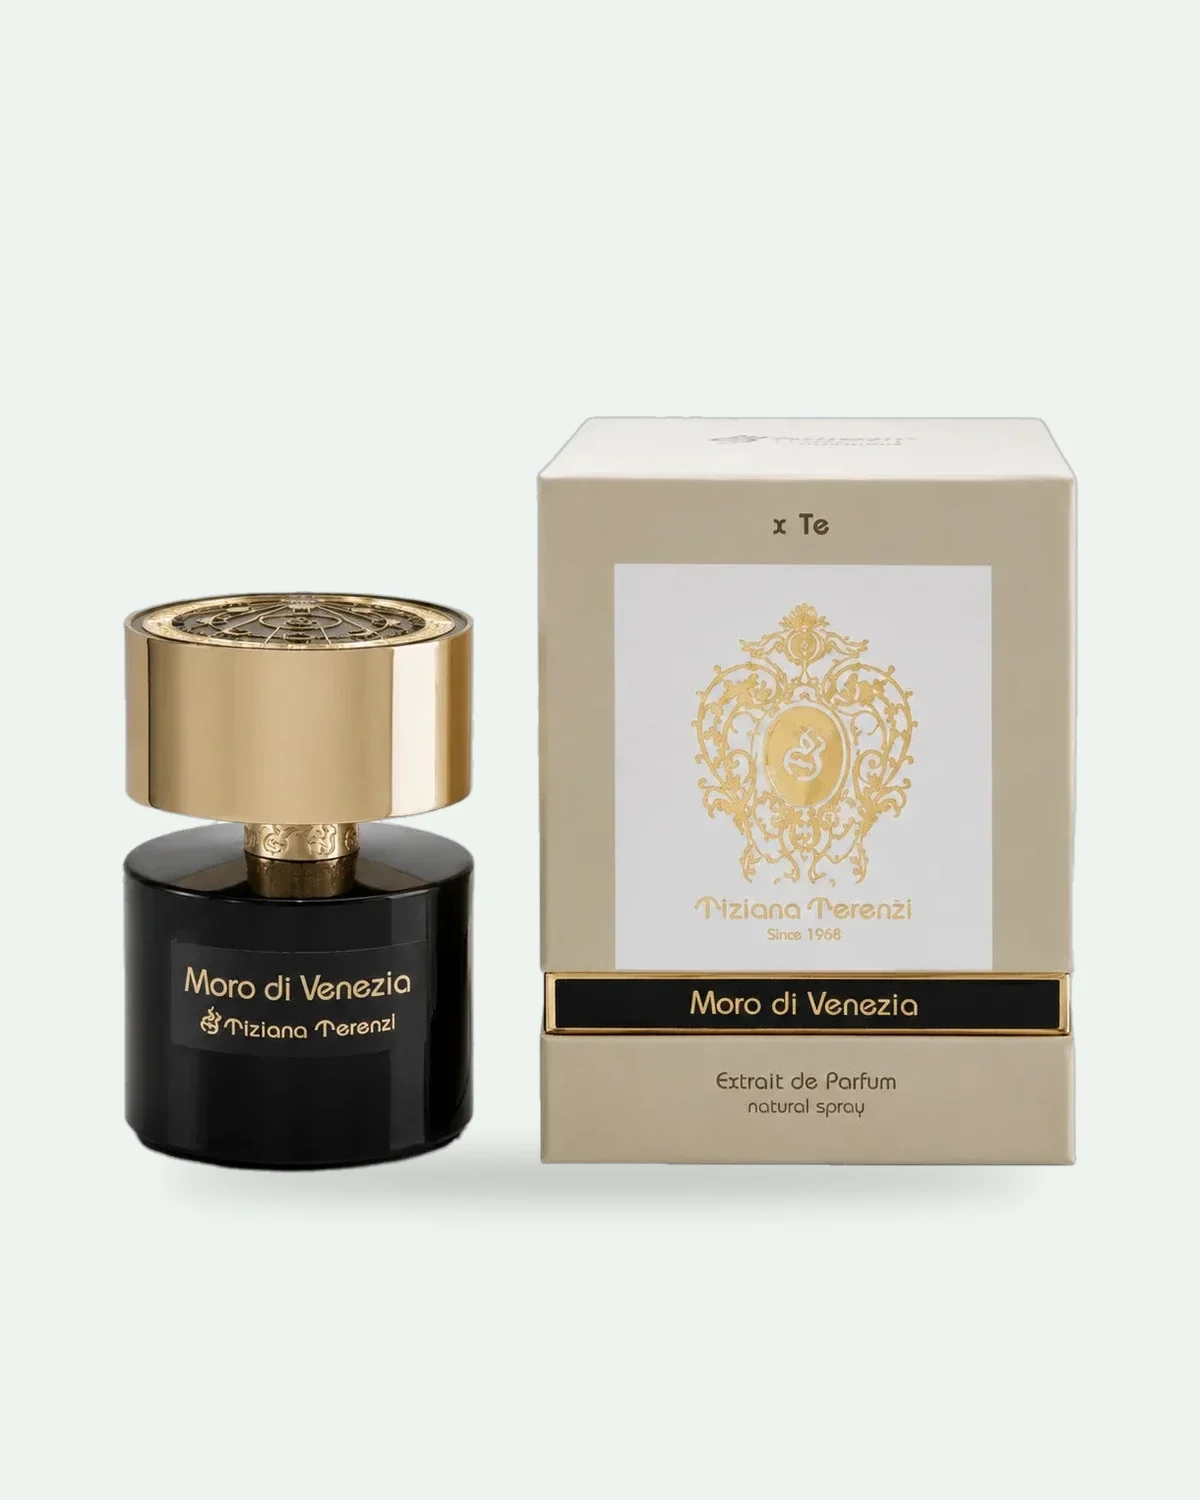 x Te
Tiziana Terenzi
Since 1968
Moro di Venezia
Extrait de Parfum
natural spray
Moro di Venezia
Tiziana Terenzi